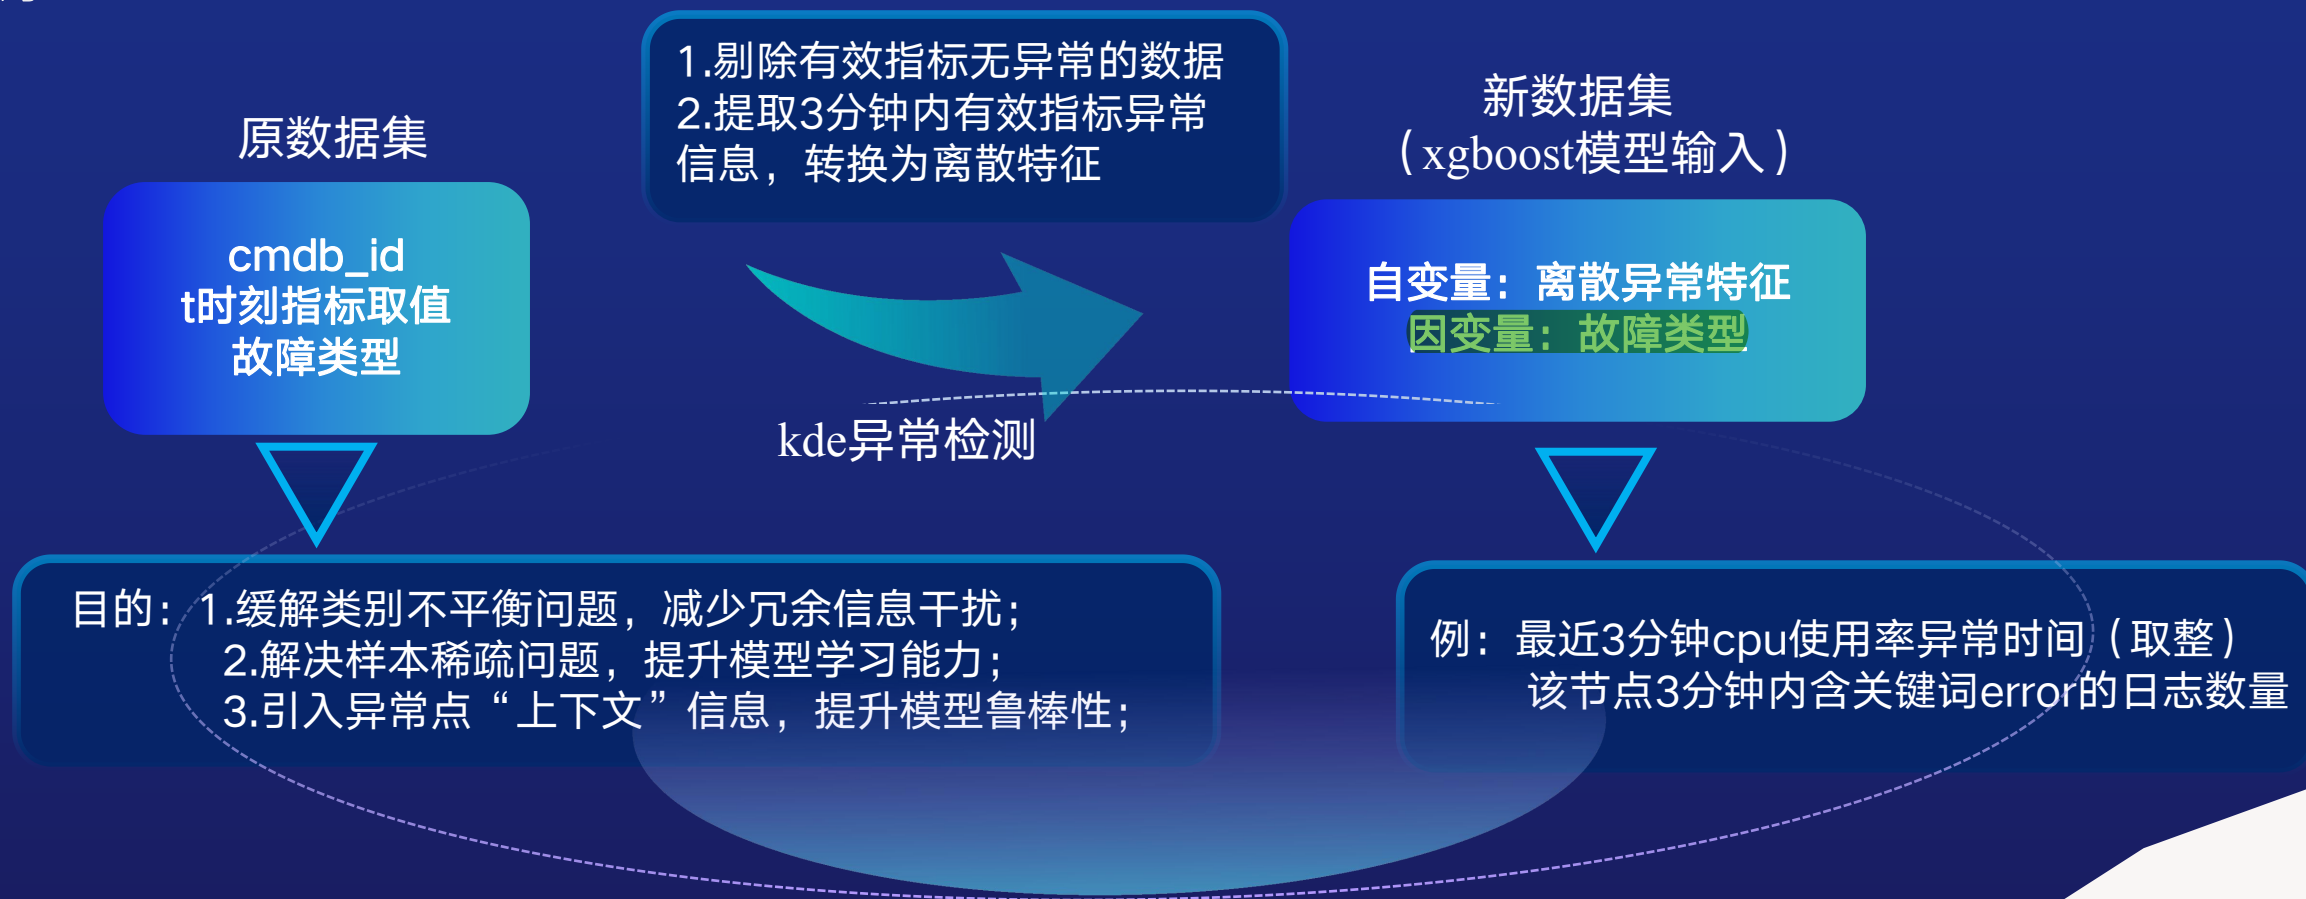 1.剔除有效指标无异常的数据
2.提取3分钟内有效指标异常
信息，转换为离散特征
原数据集
新数据集
（xgboost模型输入）
cmdb_id
t时刻指标取值
故障类型
自变量：离散异常特征
因变量：故障类型
kde异常检测
目的：1.缓解类别不平衡问题，减少冗余信息干扰；
2.解决样本稀疏问题，提升模型学习能力；
3.引入异常点“上下文”信息，提升模型鲁棒性；
例：最近3分钟cpu使用率异常时间（取整）
该节点3分钟内含关键词error的日志数量